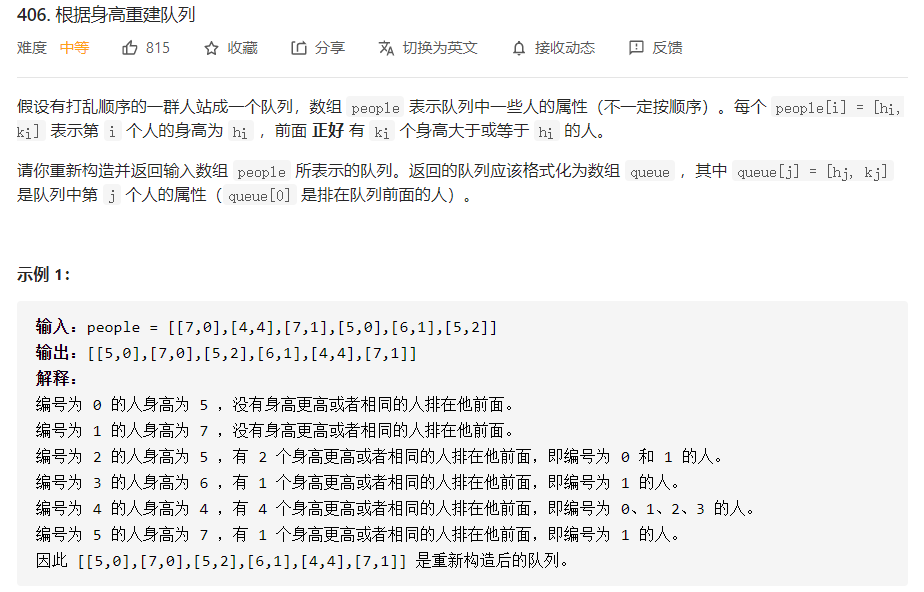 406. 根据身高重建队列
难度 中等 815 收藏 分享 切换为英文 接收动态 反馈
假设有打乱顺序的一群人站成一个队列，数组 people 表示队列中一些人的属性（不一定按顺序）。每个 people[i] = [hi,
ki] 表示第 i 个人的身高为 hi ，前面 正好 有 ki 个身高大于或等于 hi 的人。
请你重新构造并返回输入数组 people 所表示的队列。返回的队列应该格式化为数组 queue ，其中 queue[j] = [hj, kj]
是队列中第 j 个人的属性（ queue[0] 是排在队列前面的人）。
示例 1：
输入：people = [[7,0],[4,4],[7,1],[5,0],[6,1],[5,2]]
输出：[[5,0],[7,0],[5,2],[6,1],[4,4],[7,1]]
解释：
编号为 0 的人身高为 5 ，没有身高更高或者相同的人排在他前面。
编号为 1 的人身高为 7 ，没有身高更高或者相同的人排在他前面。
编号为 2 的人身高为 5 ，有 2 个身高更高或者相同的人排在他前面，即编号为 0 和 1 的人。
编号为 3 的人身高为 6 ，有 1 个身高更高或者相同的人排在他前面，即编号为 1 的人。
编号为 4 的人身高为 4 ，有 4 个身高更高或者相同的人排在他前面，即编号为 0、1、2、3 的人。
编号为 5 的人身高为 7 ，有 1 个身高更高或者相同的人排在他前面，即编号为 1 的人。
因此 [[5,0],[7,0],[5,2],[6,1],[4,4],[7,1]] 是重新构造后的队列。